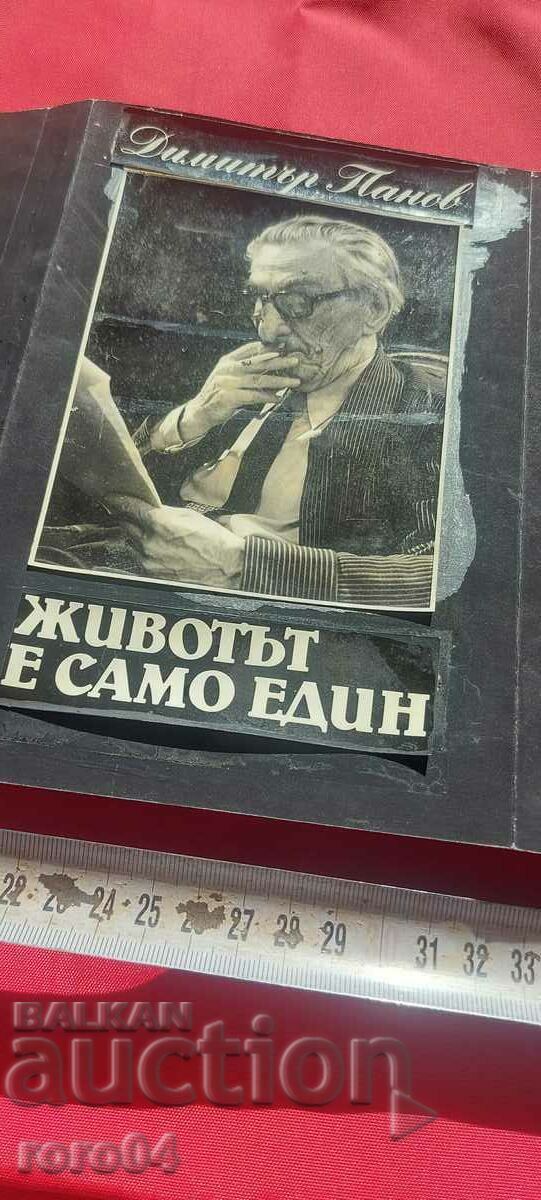 Димитър Панов
ЖИВОТЪТ
Е САМО ЕДИН
22 23 24 25 27 28 29 31 32 33
BALKAN
auction
roro04